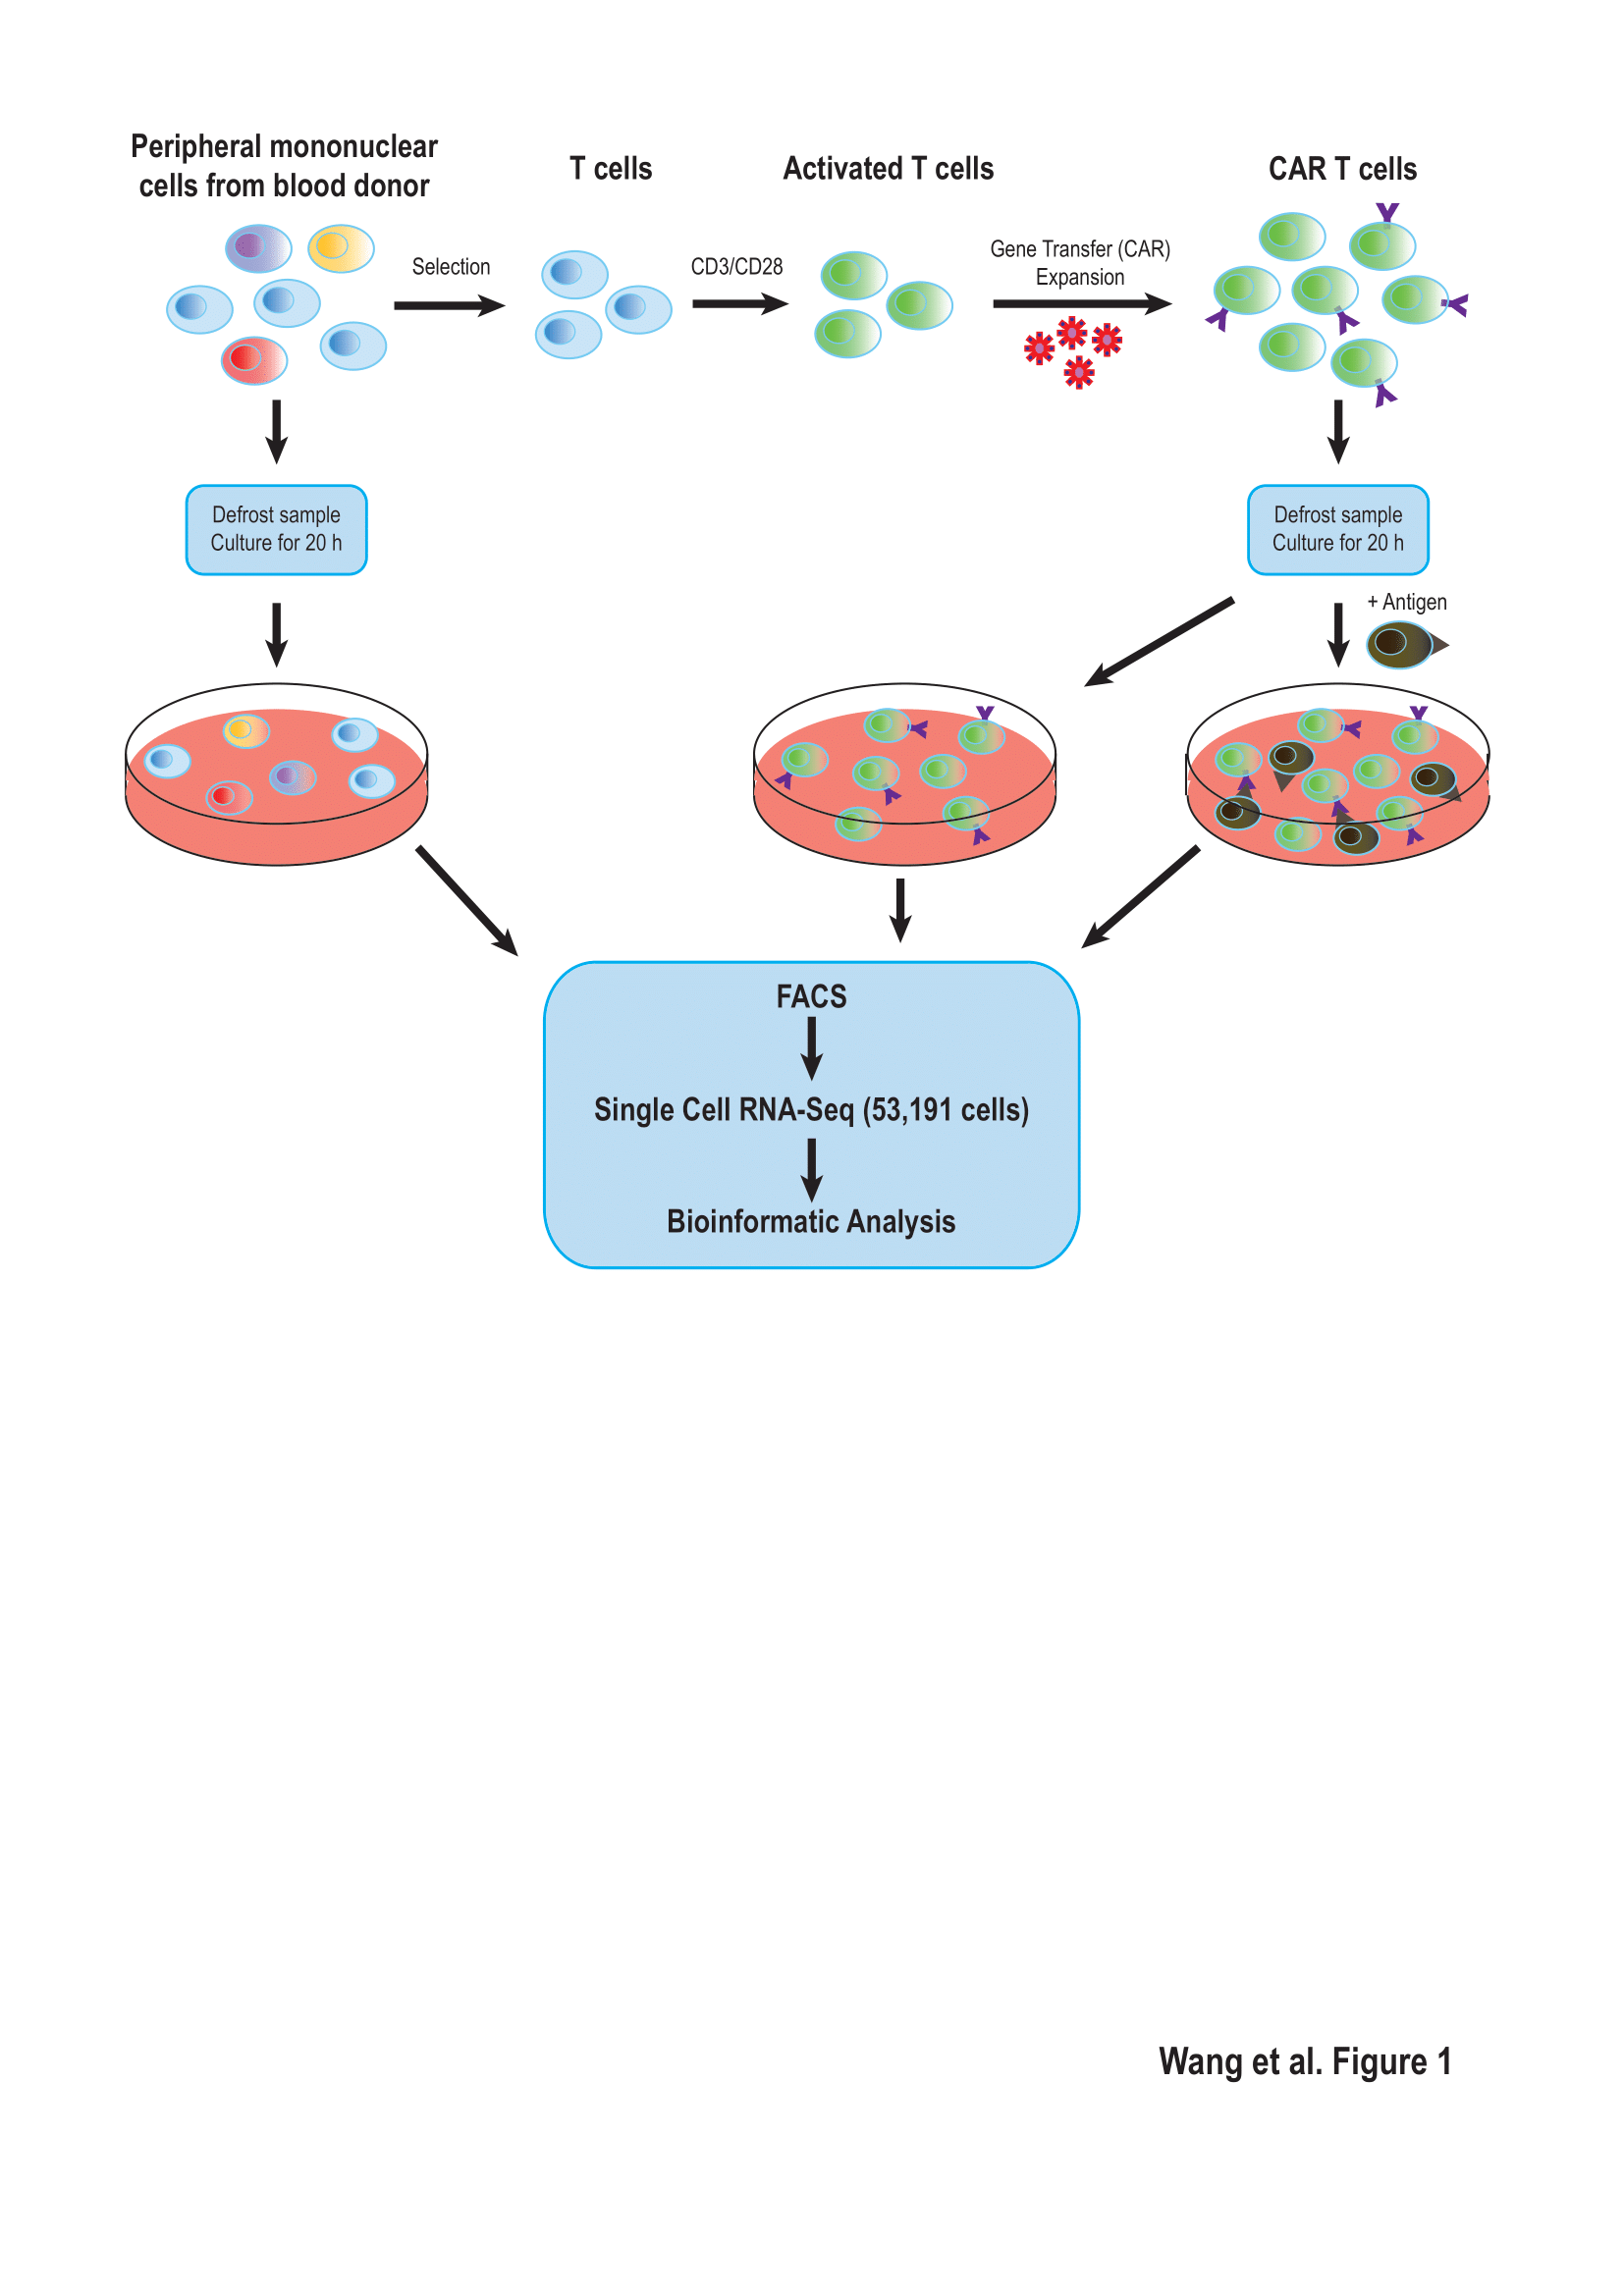 Peripheral mononuclear
cells from blood donor
T cells
Activated T cells
CAR T cells
Selection
CD3/CD28
Gene Transfer (CAR)
Expansion
Defrost sample
Culture for 20 h
Defrost sample
Culture for 20 h
+ Antigen
FACS
Single Cell RNA-Seq (53,191 cells)
Bioinformatic Analysis
Wang et al. Figure 1